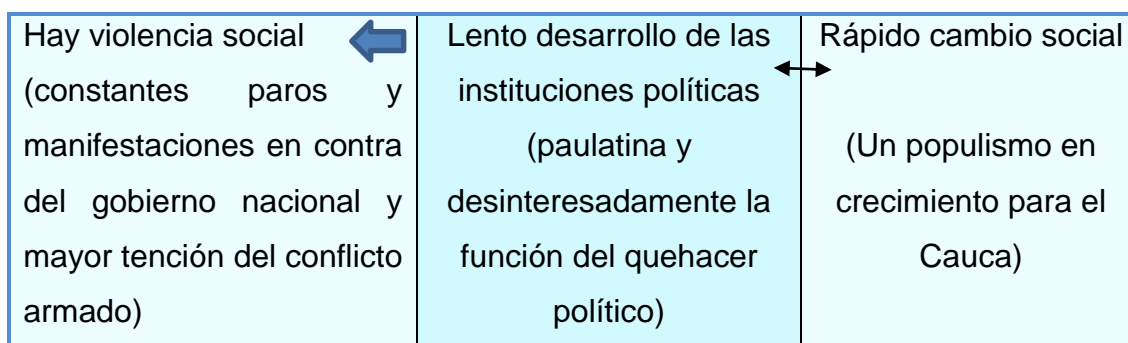 Hay violencia social
(constantes paros y
manifestaciones en contra
del gobierno nacional y
mayor tención del conflicto
armado)
Lento desarrollo de las
instituciones políticas
(paulatina y
desinteresadamente la
función del quehacer
político)
Rápido cambio social
(Un populismo en
crecimiento para el
Cauca)